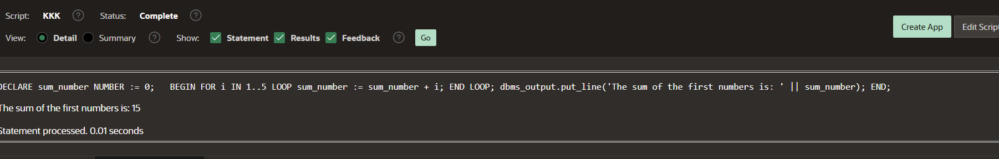 Script: KKK ? Status: Complete ?
View: Detail Summary ? Show: Statement Results Feedback ? Go
Create App Edit Script
DECLARE sum_number NUMBER := 0;   BEGIN FOR i IN 1..5 LOOP sum_number := sum_number + i; END LOOP; dbms_output.put_line('The sum of the first numbers is: ' || sum_number); END;
The sum of the first numbers is: 15
Statement processed. 0.01 seconds